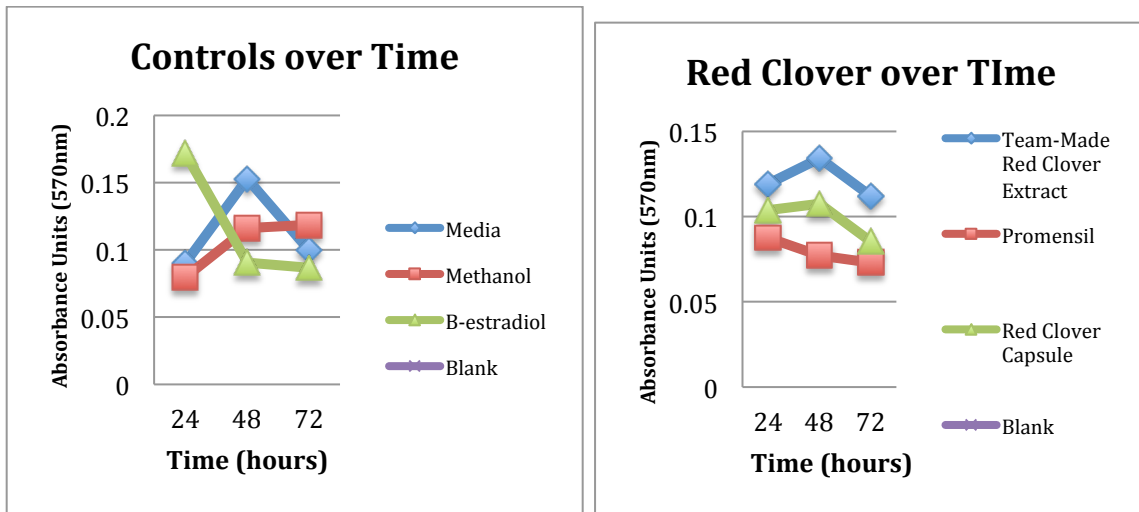 Controls over Time
Absorbance Units (570nm)
0.2
0.15
0.1
0.05
0
24 48 72
Time (hours)
Media
Methanol
B-estradiol
Blank
Red Clover over TIme
Absorbance Units (570nm)
0.15
0.1
0.05
0
24 48 72
Time (hours)
Team-Made
Red Clover
Extract
Promensil
Red Clover
Capsule
Blank